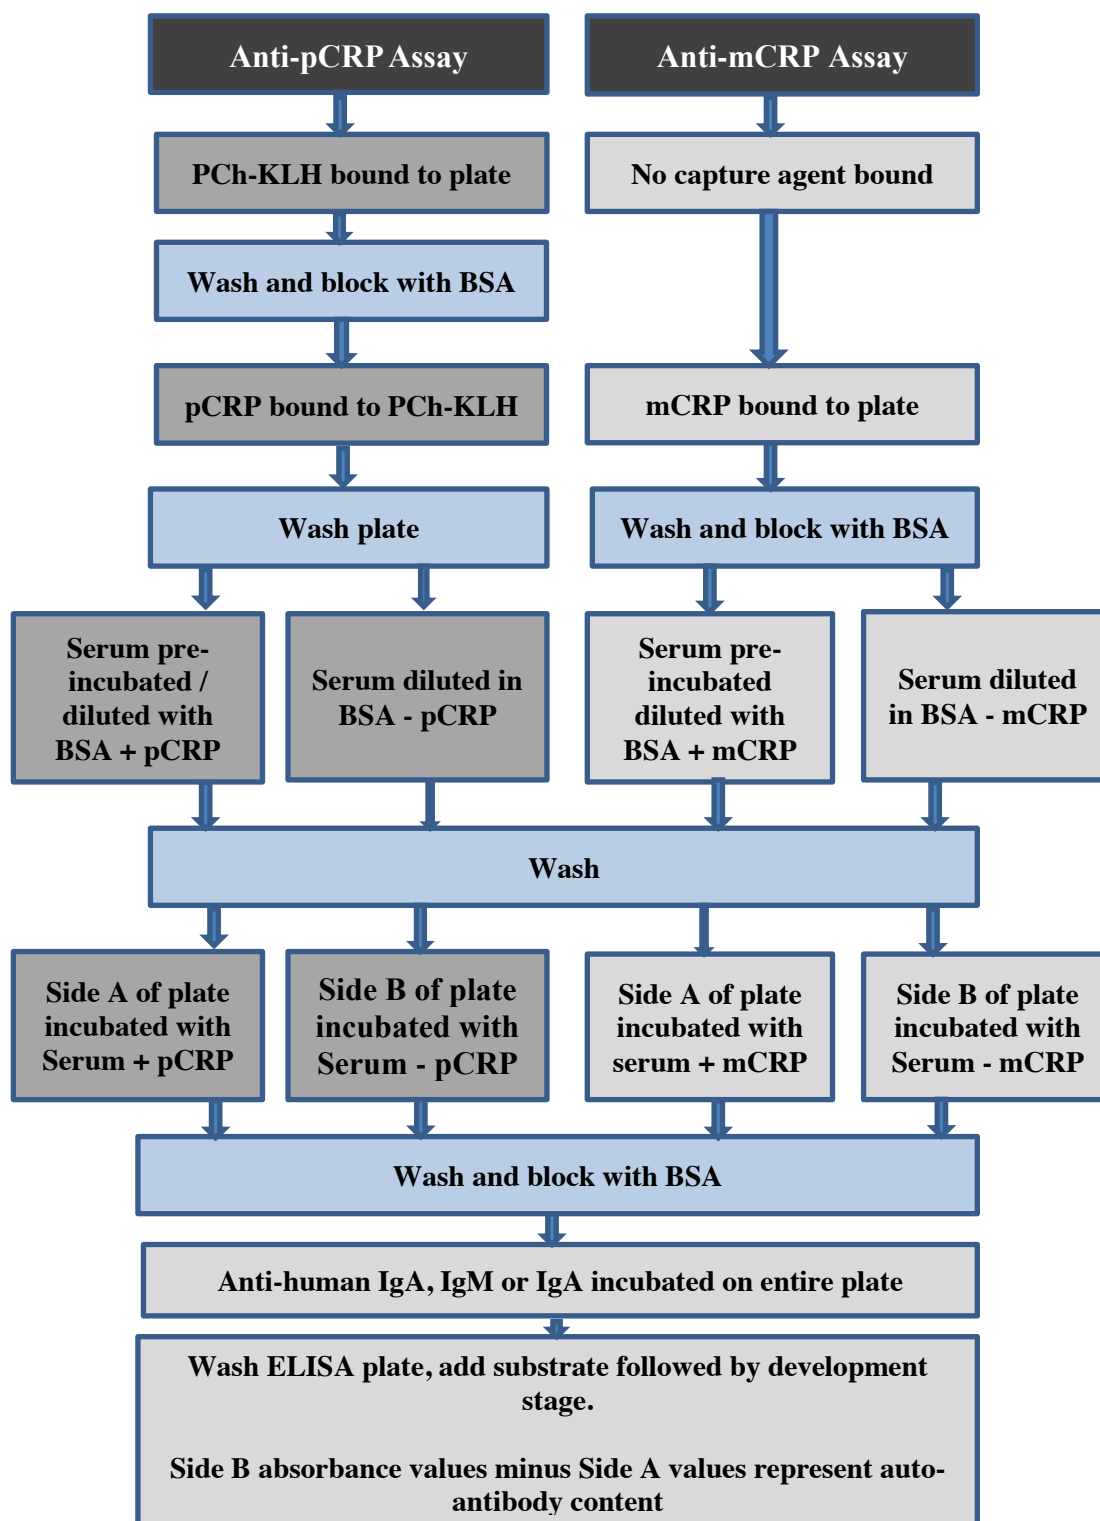 Anti-pCRP Assay
Anti-mCRP Assay
PCh-KLH bound to plate
No capture agent bound
Wash and block with BSA
pCRP bound to PCh-KLH
mCRP bound to plate
Wash plate
Wash and block with BSA
Serum pre-
incubated /
diluted with
BSA + pCRP
Serum diluted in
BSA - pCRP
Serum pre-
incubated
diluted with
BSA + mCRP
Serum diluted
in BSA - mCRP
Wash
Side A of plate
incubated with
Serum + pCRP
Side B of plate
incubated with
Serum - pCRP
Side A of plate
incubated with
serum + mCRP
Side B of plate
incubated with
Serum - mCRP
Wash and block with BSA
Anti-human IgA, IgM or IgA incubated on entire plate
Wash ELISA plate, add substrate followed by development
stage.
Side B absorbance values minus Side A values represent auto-
antibody content